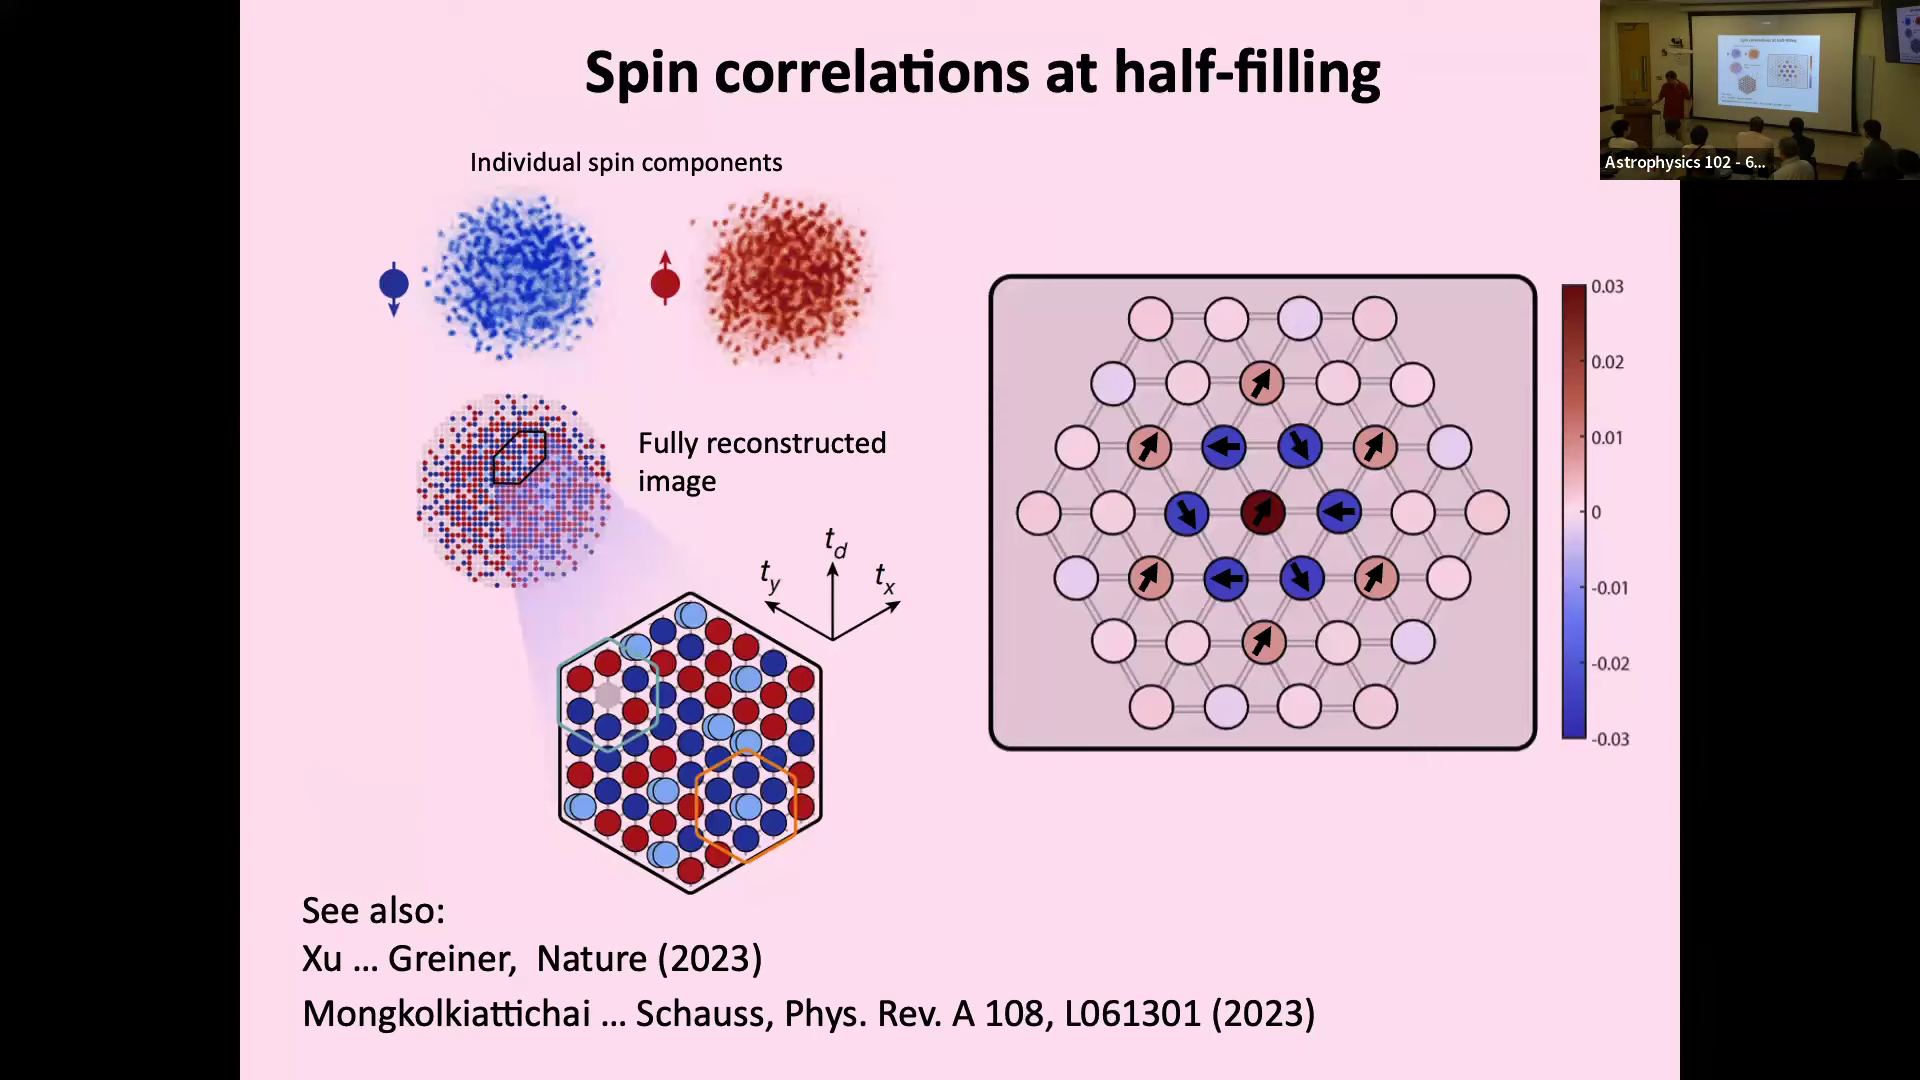 Spin correlations at half-filling
Individual spin components
Fully reconstructed
image
t_d
t_y
t_x
0.03
0.02
0.01
0
-0.01
-0.02
-0.03
See also:
Xu ... Greiner, Nature (2023)
Mongkolkiattichai ... Schauss, Phys. Rev. A 108, L061301 (2023)
Astrophysics 102 - 6...